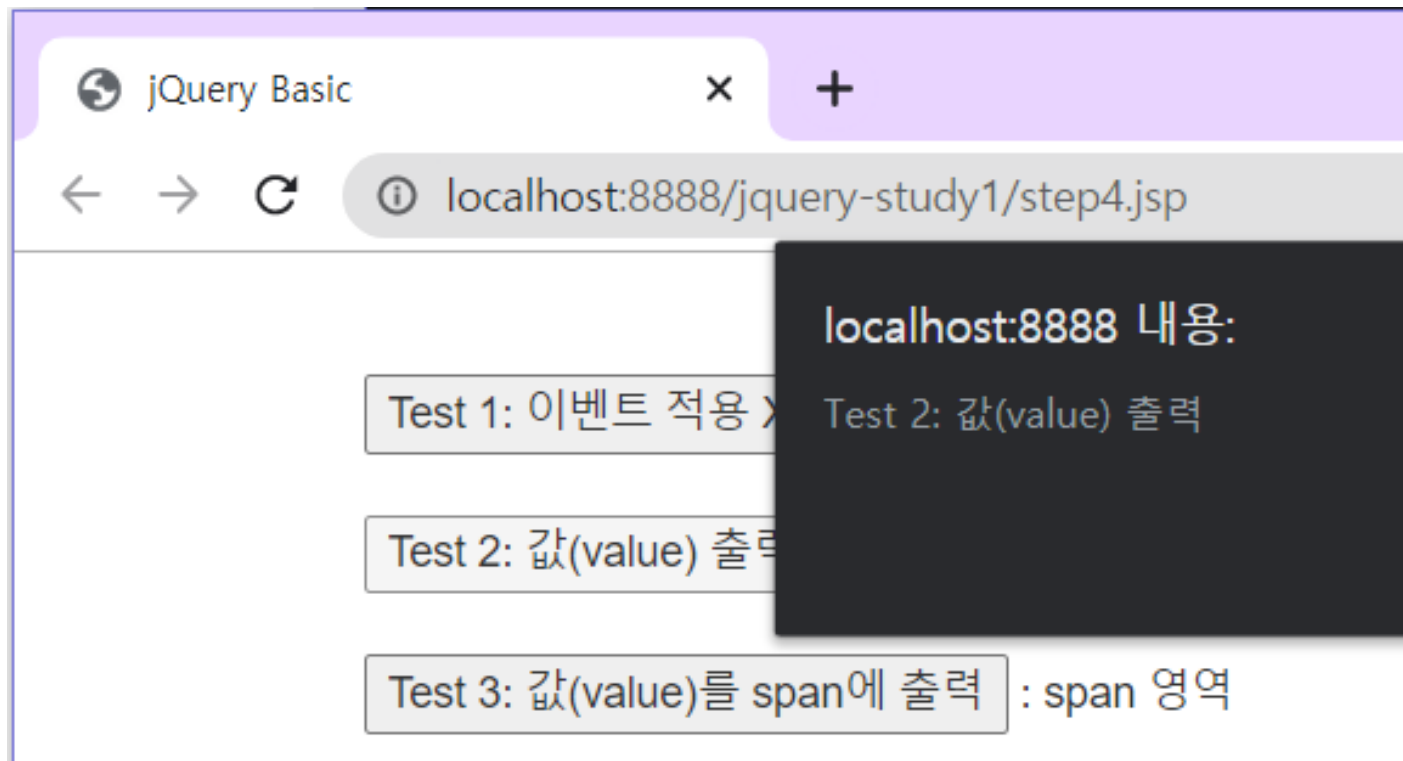 jQuery Basic
localhost:8888/jquery-study1/step4.jsp
localhost:8888 내용:
Test 2: 값(value) 출력
Test 1: 이벤트 적용
Test 2: 값(value)
Test 3: 값(value)를 span에 출력 : span 영역